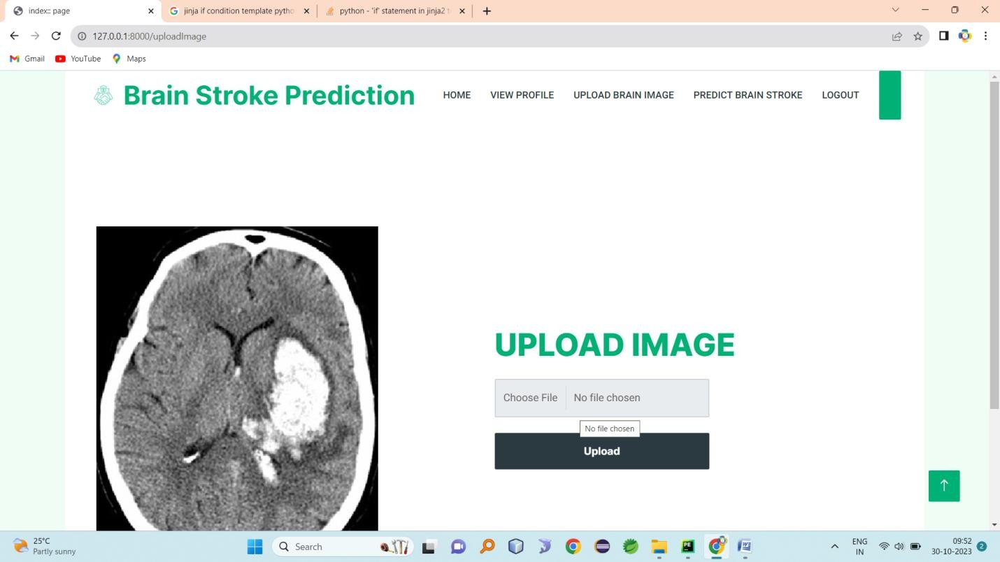 index:: page
jinja if condition template pytho
python - 'if' statement in jinja2 t
127.0.0.1:8000/uploadImage
Gmail
YouTube
Maps
Brain Stroke Prediction
HOME
VIEW PROFILE
UPLOAD BRAIN IMAGE
PREDICT BRAIN STROKE
LOGOUT
UPLOAD IMAGE
Choose File
No file chosen
No file chosen
Upload
25°C
Partly sunny
Search
PE
ENG
IN
09:52
30-10-2023
2